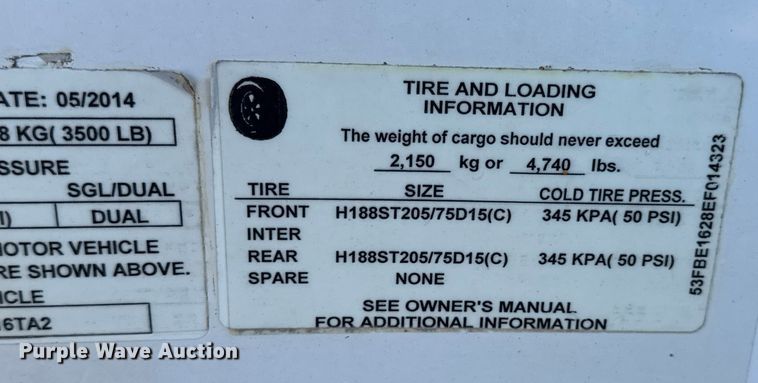 ATE: 05/2014
8 KG( 3500 LB)
SSURE
SGL/DUAL
I) DUAL
MOTOR VEHICLE
RE SHOWN ABOVE.
ICLE
6TA2
TIRE AND LOADING
INFORMATION
The weight of cargo should never exceed
2,150 kg or 4,740 lbs.
TIRE SIZE COLD TIRE PRESS.
FRONT H188ST205/75D15(C) 345 KPA( 50 PSI)
INTER
REAR H188ST205/75D15(C) 345 KPA( 50 PSI)
SPARE NONE
SEE OWNER'S MANUAL
FOR ADDITIONAL INFORMATION
53FBE1628EF014323
Purple Wave Auction